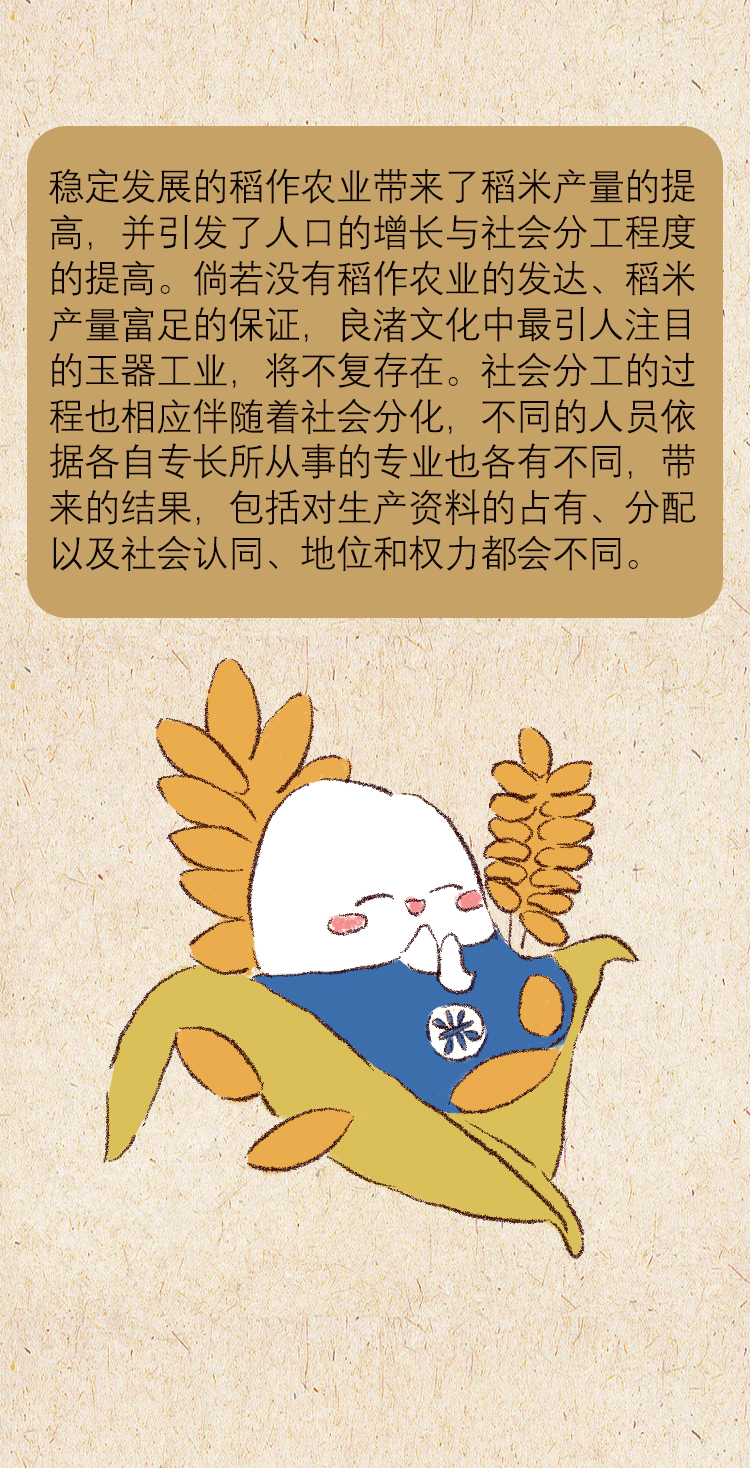 稳定发展的稻作农业带来了稻米产量的提
高，并引发了人口的增长与社会分工程度
的提高。倘若没有稻作农业的发达、稻米
产量富足的保证，良渚文化中最引人注目
的玉器工业，将不复存在。社会分工的过
程也相应伴随着社会分化，不同的人员依
据各自专长所从事的专业也各有不同，带
来的结果，包括对生产资料的占有、分配
以及社会认同、地位和权力都会不同。
米